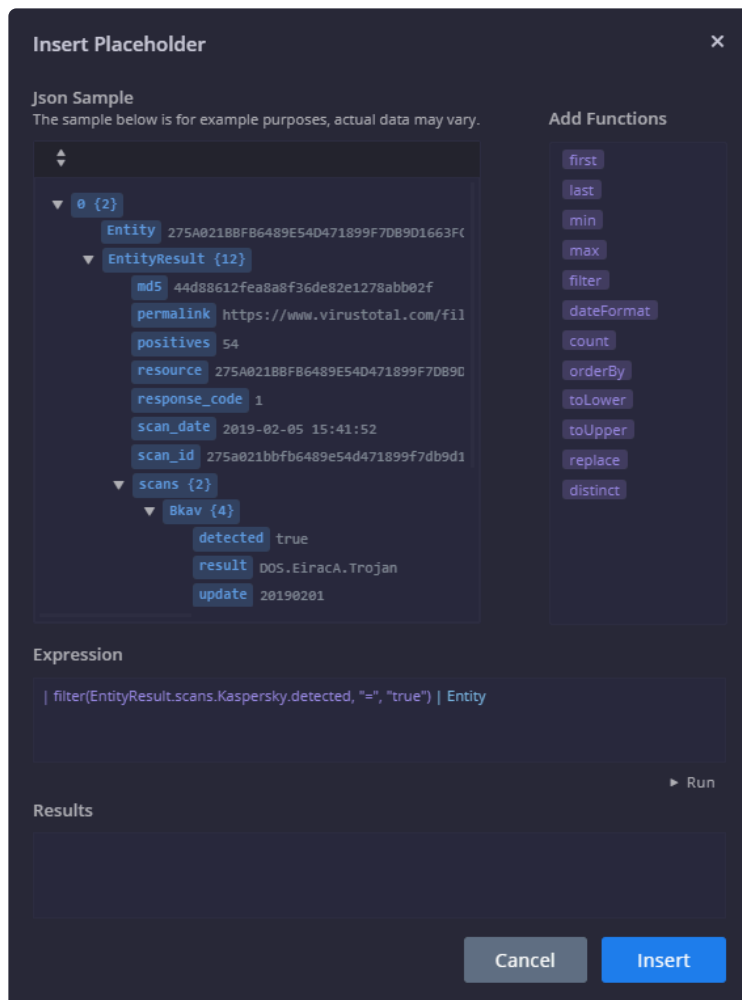 Insert Placeholder
Json Sample
The sample below is for example purposes, actual data may vary.
Add Functions
0 {2}
Entity 275A021BBFB6489E54D471899F7DB9D1663FC
EntityResult {12}
md5 44d88612fea8a8f36de82e1278abb02f
permalink https://www.virustotal.com/fil
positives 54
resource 275A021BBFB6489E54D471899F7DB9D
response_code 1
scan_date 2019-02-05 15:41:52
scan_id 275a021bbfb6489e54d471899f7db9d1
scans {2}
Bkav {4}
detected true
result DOS.EiracA.Trojan
update 20190201
first
last
min
max
filter
dateFormat
count
orderBy
toLower
toUpper
replace
distinct
Expression
| filter(EntityResult.scans.Kaspersky.detected, "=", "true") | Entity
Run
Results
Cancel
Insert